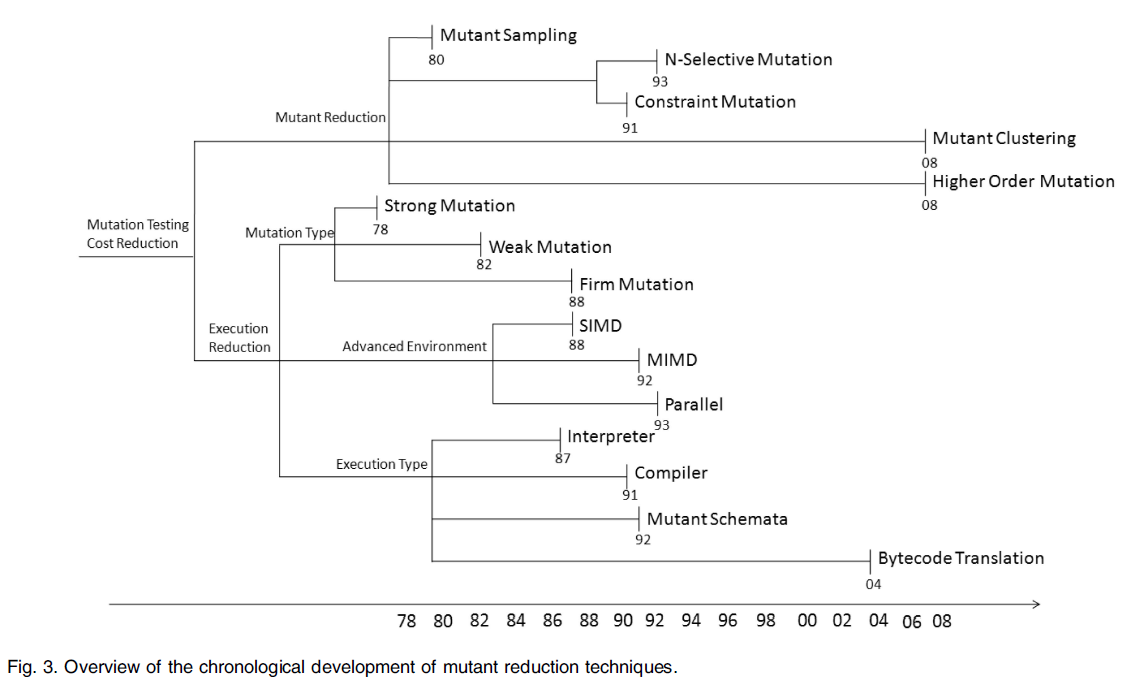 Mutant Sampling
80
N-Selective Mutation
93
Constraint Mutation
91
Mutant Reduction
Mutant Clustering
08
Higher Order Mutation
08
Mutation Testing
Cost Reduction
Strong Mutation
78
Mutation Type
Weak Mutation
82
Firm Mutation
88
Execution
Reduction
Advanced Environment
SIMD
88
MIMD
92
Parallel
93
Interpreter
87
Execution Type
Compiler
91
Mutant Schemata
92
Bytecode Translation
04
78 80 82 84 86 88 90 92 94 96 98 00 02 04 06 08
Fig. 3. Overview of the chronological development of mutant reduction techniques.